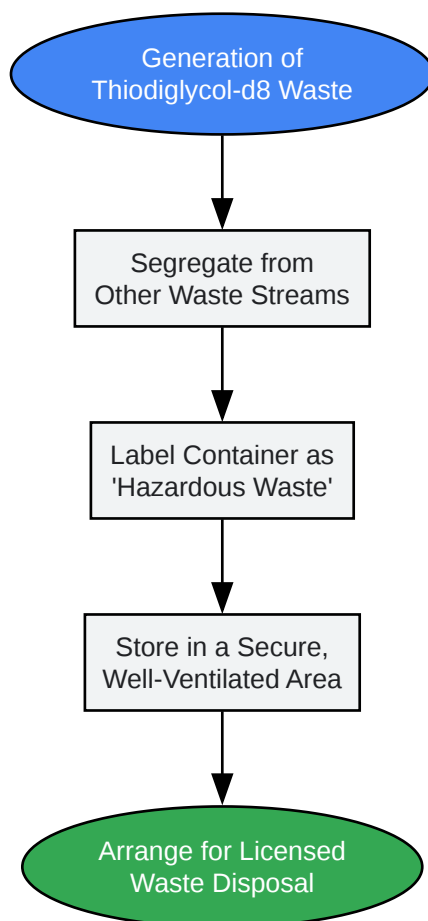 Generation of
Thiodiglycol-d8 Waste
Segregate from
Other Waste Streams
Label Container as
'Hazardous Waste'
Store in a Secure,
Well-Ventilated Area
Arrange for Licensed
Waste Disposal